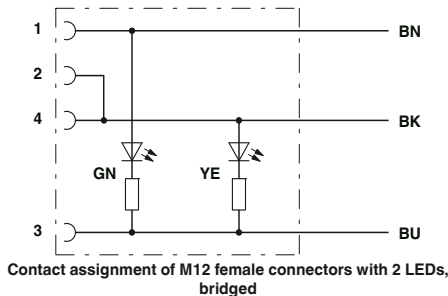 1 BN
2
4 BK
GN YE
3 BU
Contact assignment of M12 female connectors with 2 LEDs,
bridged